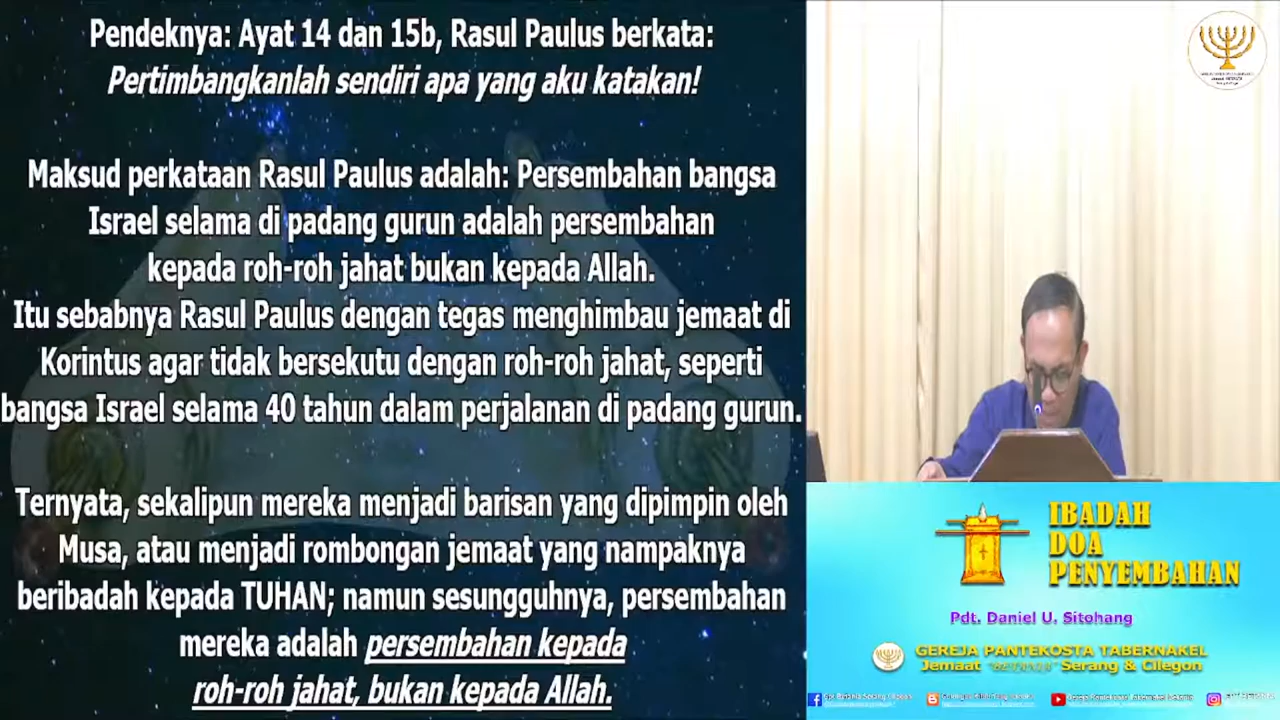 Pendeknya: Ayat 14 dan 15b, Rasul Paulus berkata:
Pertimbangkanlah sendiri apa yang aku katakan!
Maksud perkataan Rasul Paulus adalah: Persembahan bangsa
Israel selama di padang gurun adalah persembahan
kepada roh-roh jahat bukan kepada Allah.
Itu sebabnya Rasul Paulus dengan tegas menghimbau jemaat di
Korintus agar tidak bersekutu dengan roh-roh jahat, seperti
bangsa Israel selama 40 tahun dalam perjalanan di padang gurun.
Ternyata, sekalipun mereka menjadi barisan yang dipimpin oleh
Musa, atau menjadi rombongan jemaat yang nampaknya
beribadah kepada TUHAN; namun sesungguhnya, persembahan
mereka adalah persembahan kepada
roh-roh jahat, bukan kepada Allah.
IBADAH
DOA
PENYEMBAHAN
Pdt. Daniel U. Sitohang
GEREJA PANTEKOSTA TABERNAKEL
Jemaat "BETHANIA" Serang & Cilegon